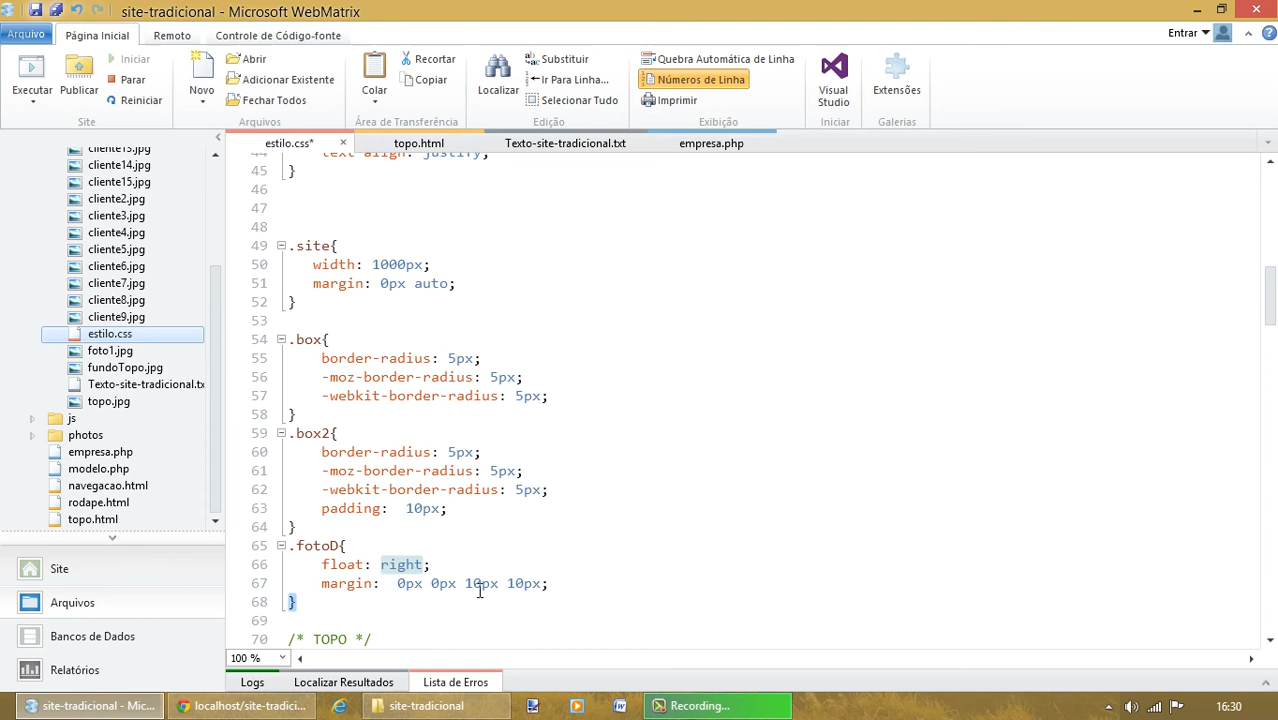 site-tradicional - Microsoft WebMatrix
Arquivo Página Inicial Remoto Controle de Código-fonte Entrar
Executar Publicar Iniciar Parar Reiniciar Novo Abrir Adicionar Existente Fechar Todos Colar Recortar Copiar Localizar Substituir Ir Para Linha... Selecionar Tudo Quebra Automática de Linha Números de Linha Imprimir Visual Studio Extensões
Site Arquivos Área de Transferência Edição Exibição Iniciar Galerias
estilo.css* topo.html Texto-site-tradicional.txt empresa.php
cliente13.jpg
cliente14.jpg
cliente15.jpg
cliente2.jpg
cliente3.jpg
cliente4.jpg
cliente5.jpg
cliente6.jpg
cliente7.jpg
cliente8.jpg
cliente9.jpg
estilo.css
foto1.jpg
fundoTopo.jpg
Texto-site-tradicional.tx
topo.jpg
js
photos
empresa.php
modelo.php
navegacao.html
rodape.html
topo.html
Site
Arquivos
Bancos de Dados
Relatórios
44 text-align: justify;
45 }
46
47
48
49 .site{
50 width: 1000px;
51 margin: 0px auto;
52 }
53
54 .box{
55 border-radius: 5px;
56 -moz-border-radius: 5px;
57 -webkit-border-radius: 5px;
58 }
59 .box2{
60 border-radius: 5px;
61 -moz-border-radius: 5px;
62 -webkit-border-radius: 5px;
63 padding: 10px;
64 }
65 .fotoD{
66 float: right;
67 margin: 0px 0px 10px 10px;
68 }
69
70 /* TOPO */
100 %
Logs Localizar Resultados Lista de Erros
site-tradicional - Mic... localhost/site-tradici... site-tradicional Recording... 16:30